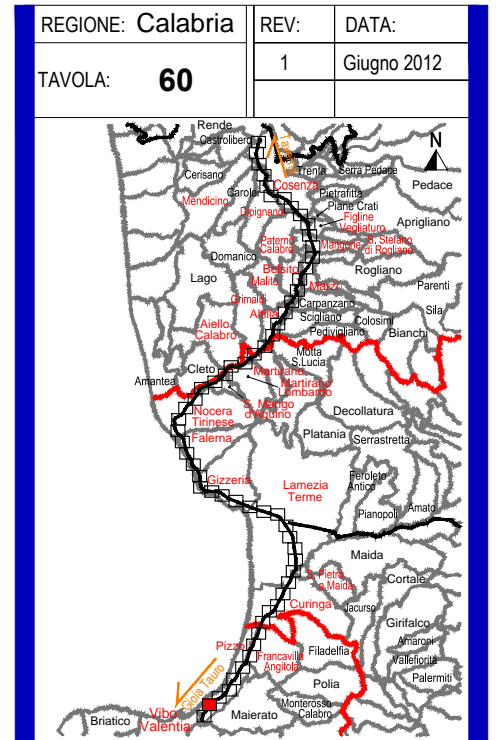 REGIONE: Calabria
REV:
DATA:
TAVOLA: 60
1
Giugno 2012
Rende
Castrolibero
Taverna
N
Trenta
Serra Pedace
Cerisano
Cosenza
Pedace
Carolei
Pietrafitta
Mendicino
Dipignano
Piane Crati
Figline
Vegliaturo
Aprigliano
Paterno
Calabro
Mangone
S. Stefano
di Rogliano
Domanico
Belsito
Rogliano
Lago
Malito
Marzi
Parenti
Grimaldi
Carpanzano
Altilia
Scigliano
Sila
Colosimi
Aiello
Calabro
Pedivigliano
Bianchi
Motta
S.Lucia
Cleto
Martirano
Amantea
Martirano
Lombardo
S. Mango
d'Aquino
Nocera
Tirinese
Decollatura
Falerna
Platania
Serrastretta
Gizzeria
Lamezia
Terme
Feroleto
Antico
Pianopoli
Amato
Maida
S. Pietro
a Maida
Cortale
Curinga
Jacurso
Girifalco
Pizzo
Amaroni
Francavilla
Angitola
Filadelfia
Vallefiorita
Gioia Tauro
Polia
Palermiti
Vibo
Valentia
Monterosso
Calabro
Briatico
Maierato